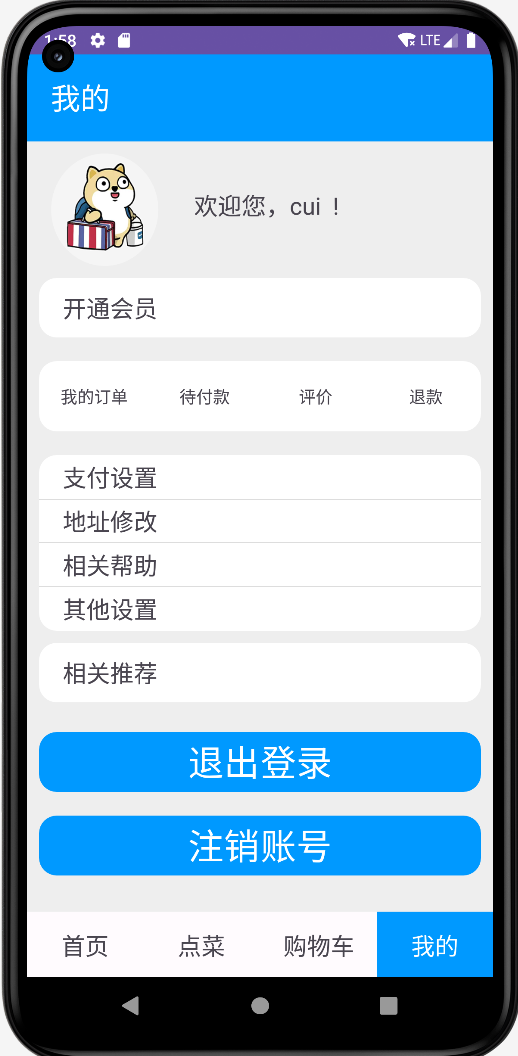 1:58
LTE
我的
欢迎您，cui ！
开通会员
我的订单 待付款 评价 退款
支付设置
地址修改
相关帮助
其他设置
相关推荐
退出登录
注销账号
首页 点菜 购物车 我的